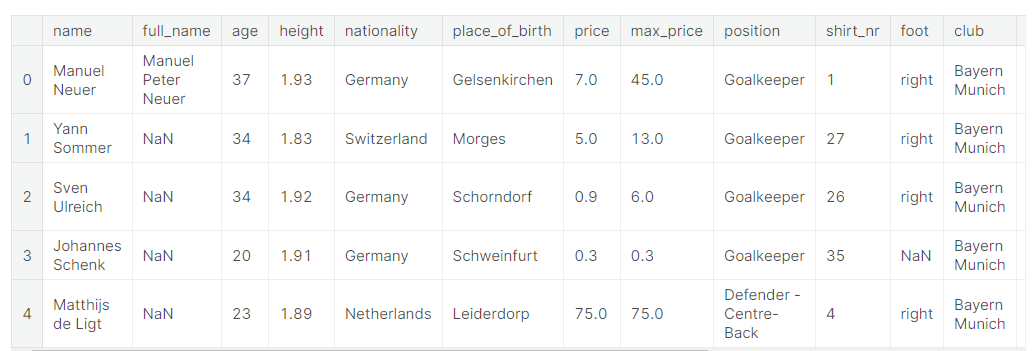 name full_name age height nationality place_of_birth price max_price position shirt_nr foot club
0 Manuel Neuer Manuel Peter Neuer 37 1.93 Germany Gelsenkirchen 7.0 45.0 Goalkeeper 1 right Bayern Munich
1 Yann Sommer NaN 34 1.83 Switzerland Morges 5.0 13.0 Goalkeeper 27 right Bayern Munich
2 Sven Ulreich NaN 34 1.92 Germany Schorndorf 0.9 6.0 Goalkeeper 26 right Bayern Munich
3 Johannes Schenk NaN 20 1.91 Germany Schweinfurt 0.3 0.3 Goalkeeper 35 NaN Bayern Munich
4 Matthijs de Ligt NaN 23 1.89 Netherlands Leiderdorp 75.0 75.0 Defender - Centre-Back 4 right Bayern Munich